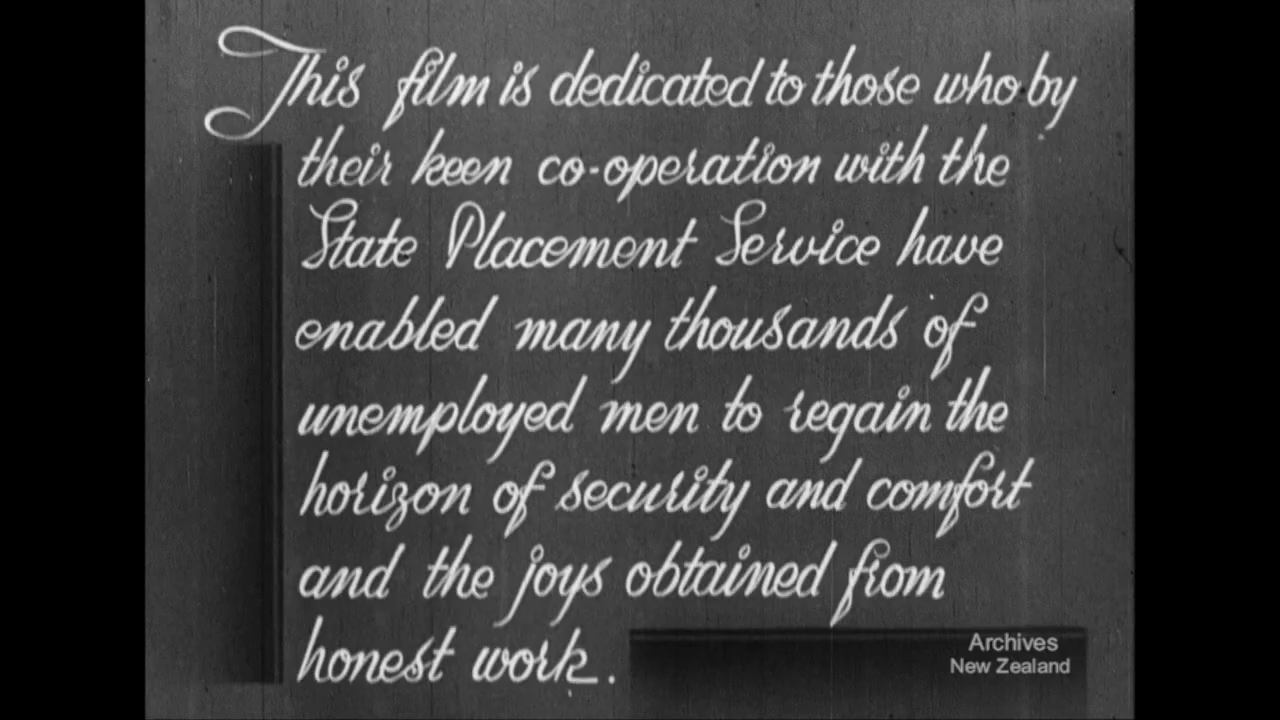 This film is dedicated to those who by
their keen co-operation with the
State Placement Service have
enabled many thousands of
unemployed men to regain the
horizon of security and comfort
and the joys obtained from
honest work.
Archives
New Zealand